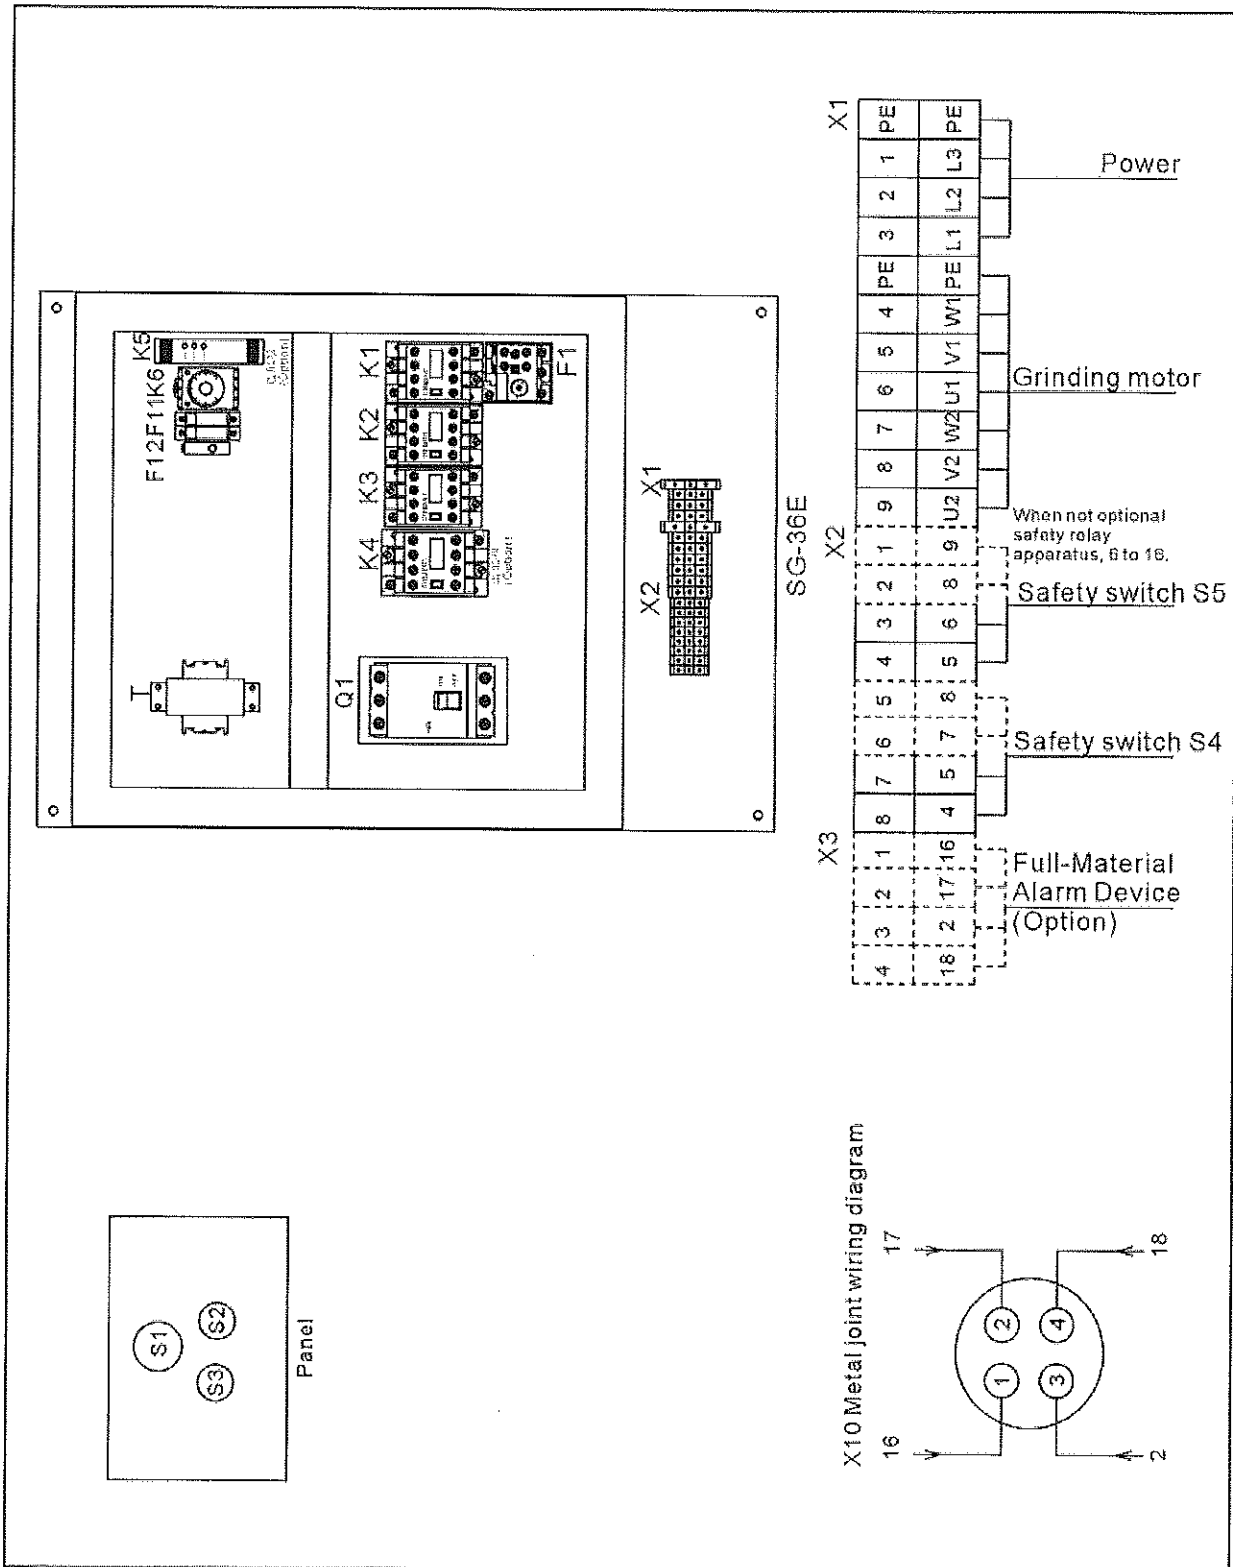 X1
PE PE
1 L3
2 L2
3 L1
PE PE
4 W1
5 V1
6 U1
7 W2
8 V2
9 U2
Power
Grinding motor
When not optional
safety relay
apparatus, 6 to 16.
X2
1 9
2 8
3 6
4 5
Safety switch S5
5 8
6 7
7 5
8 4
Safety switch S4
X3
1 16
2 17
3 2
4 18
Full-Material
Alarm Device
(Option)
K5
F12F11K6
(Option)
K1
F1
K2
K3
K4
T
Q1
X1
X2
SG-36E
S1
S2
S3
Panel
X10 Metal joint wiring diagram
17
18
2
4
1
3
16
2